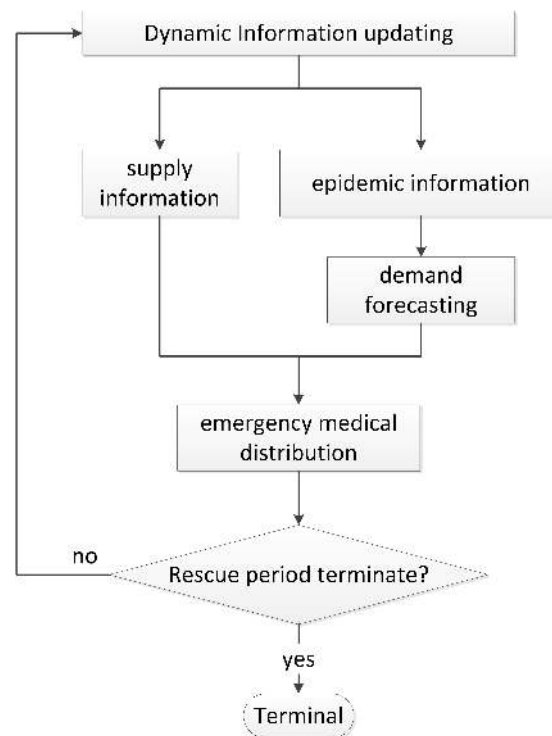 Dynamic Information updating
supply
information
epidemic information
demand
forecasting
emergency medical
distribution
no
Rescue period terminate?
yes
Terminal